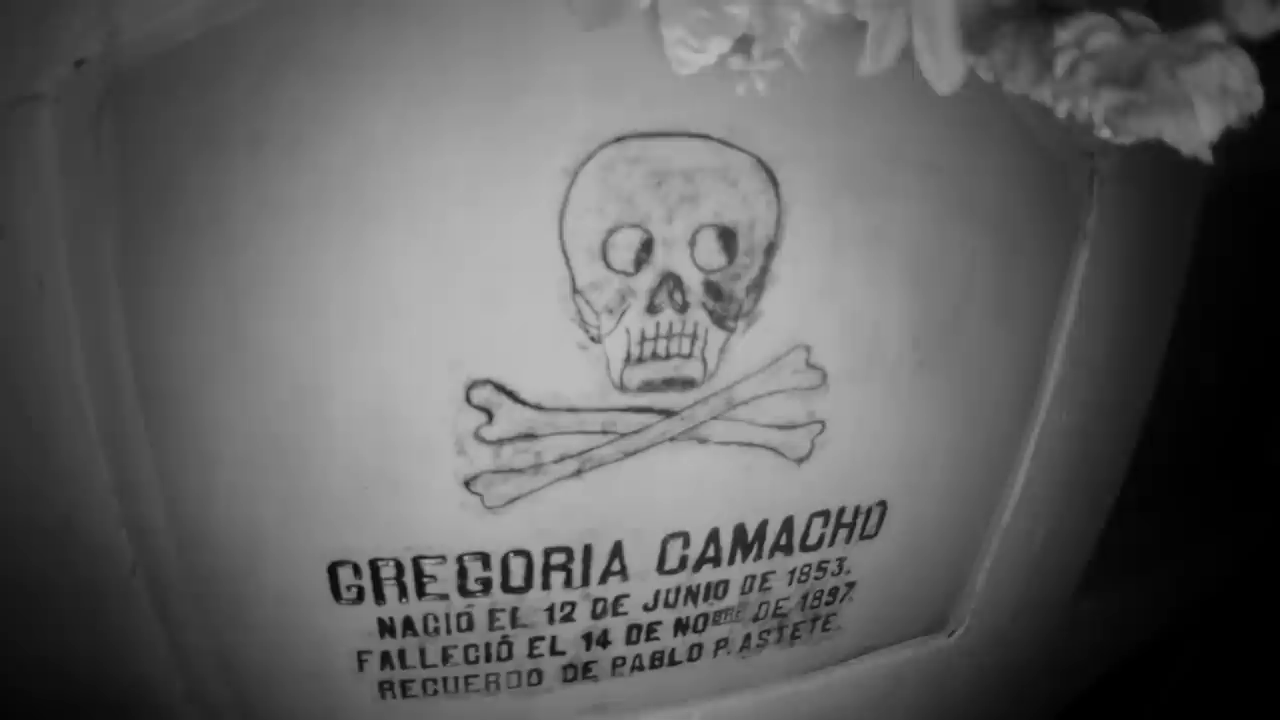 GREGORIA CAMACHO
NACIÓ EL 12 DE JUNIO DE 1853.
FALLECIÓ EL 14 DE NOBRE DE 1897.
RECUERDO DE PABLO P. ASTETE.